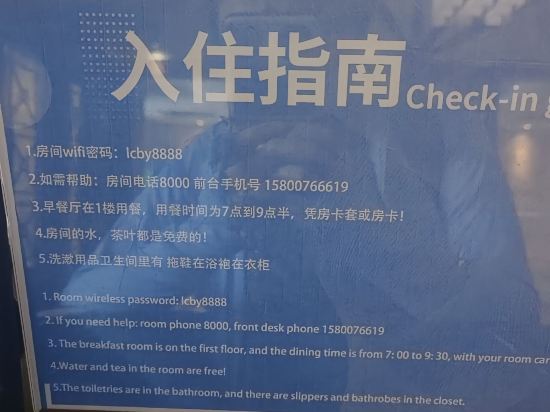 入住指南 Check-in
1.房间wifi密码：lcby8888
2.如需帮助：房间电话8000 前台手机号 15800766619
3.早餐厅在1楼用餐，用餐时间为7点到9点半，凭房卡套或房卡！
4.房间的水，茶叶都是免费的！
5.洗漱用品卫生间里有 拖鞋在浴袍在衣柜
1. Room wireless password: lcby8888
2. If you need help: room phone 8000, front desk phone 1580076619
3. The breakfast room is on the first floor, and the dining time is from 7: 00 to 9: 30, with your room car
4.Water and tea in the room are free!
5.The toiletries are in the bathroom, and there are slippers and bathrobes in the closet.